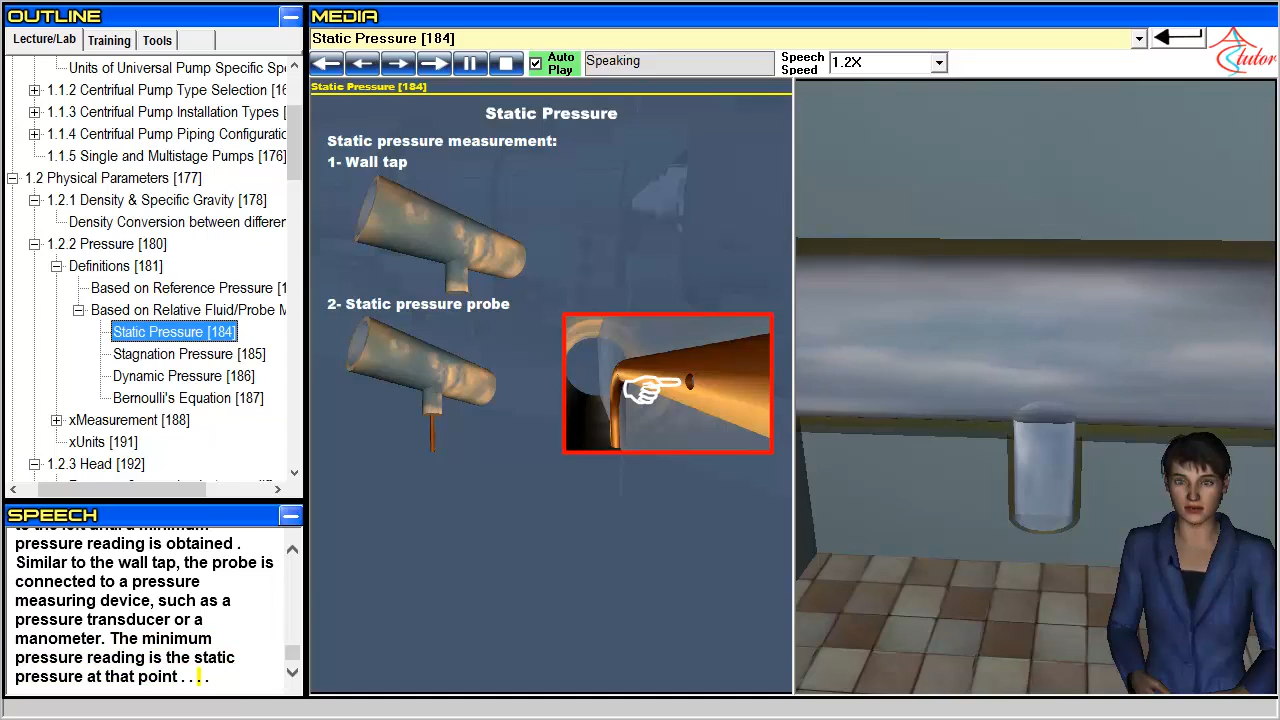 OUTLINE
Lecture/Lab Training Tools
Units of Universal Pump Specific Sp
1.1.2 Centrifual Pump Type Selection [16
1.1.3 Centrifual Pump Installation Types [
1.1.4 Centrifual Pump Piping Configuratio
1.1.5 Single and Multistage Pumps [176]
1.2 Physical Parameters [177]
1.2.1 Density & Specific Gravity [178]
Density Conversion between differen
1.2.2 Pressure [180]
Definitions [181]
Based on Reference Pressure [1
Based on Relative Fluid/Probe M
Static Pressure [184]
Stagnation Pressure [185]
Dynamic Pressure [186]
Bernoulli's Equation [187]
xMeasurement [188]
xUnits [191]
1.2.3 Head [192]
SPEECH
pressure reading is obtained .
Similar to the wall tap, the probe is
connected to a pressure
measuring device, such as a
pressure transducer or a
manometer. The minimum
pressure reading is the static
pressure at that point . . . .
MEDIA
Static Pressure [184]
Auto Play
Speaking
Speech Speed
1.2X
tutor
Static Pressure [184]
Static Pressure
Static pressure measurement:
1- Wall tap
2- Static pressure probe